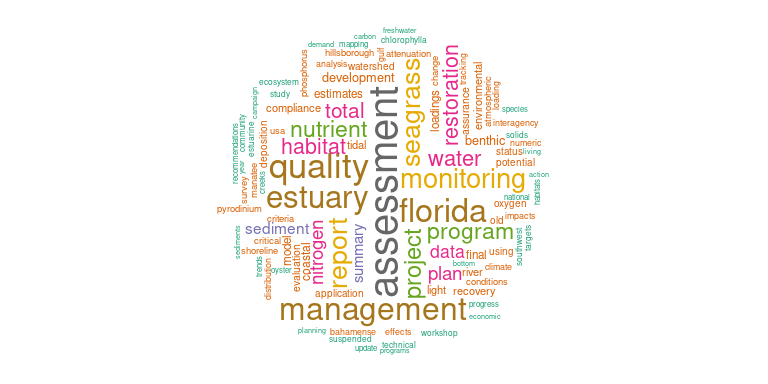 freshwater
carbon
chlorophylla
demand
mapping
hillsborough
gulf
attenuation
analysis
watershed
change
tracking
restoration
phosphorus
development
seagrass
environmental
atmospheric
loading
ecosystem
study
estimates
assessment
loadings
assurance
species
campaign
compliance
total
interagency
community
estuarine
nutrient
solids
usa
habitat
tidal
benthic
numeric
recommendations
deposition
quality
water
status
living
year
creeks
potential
survey
manatee
monitoring
action
estuary
national
habitats
pyrodinium
florida
oxygen
criteria
old
impacts
sediment
program
critical
nitrogen
report
summary
project
data
final
using
southwest
targets
sediments
shoreline
model
coastal
evaluation
bottom
trends
oyster
plan
river
climate
distribution
conditions
application
light
recovery
management
progress
economic
planning
bahamense
effects
workshop
suspended
technical
update
programs